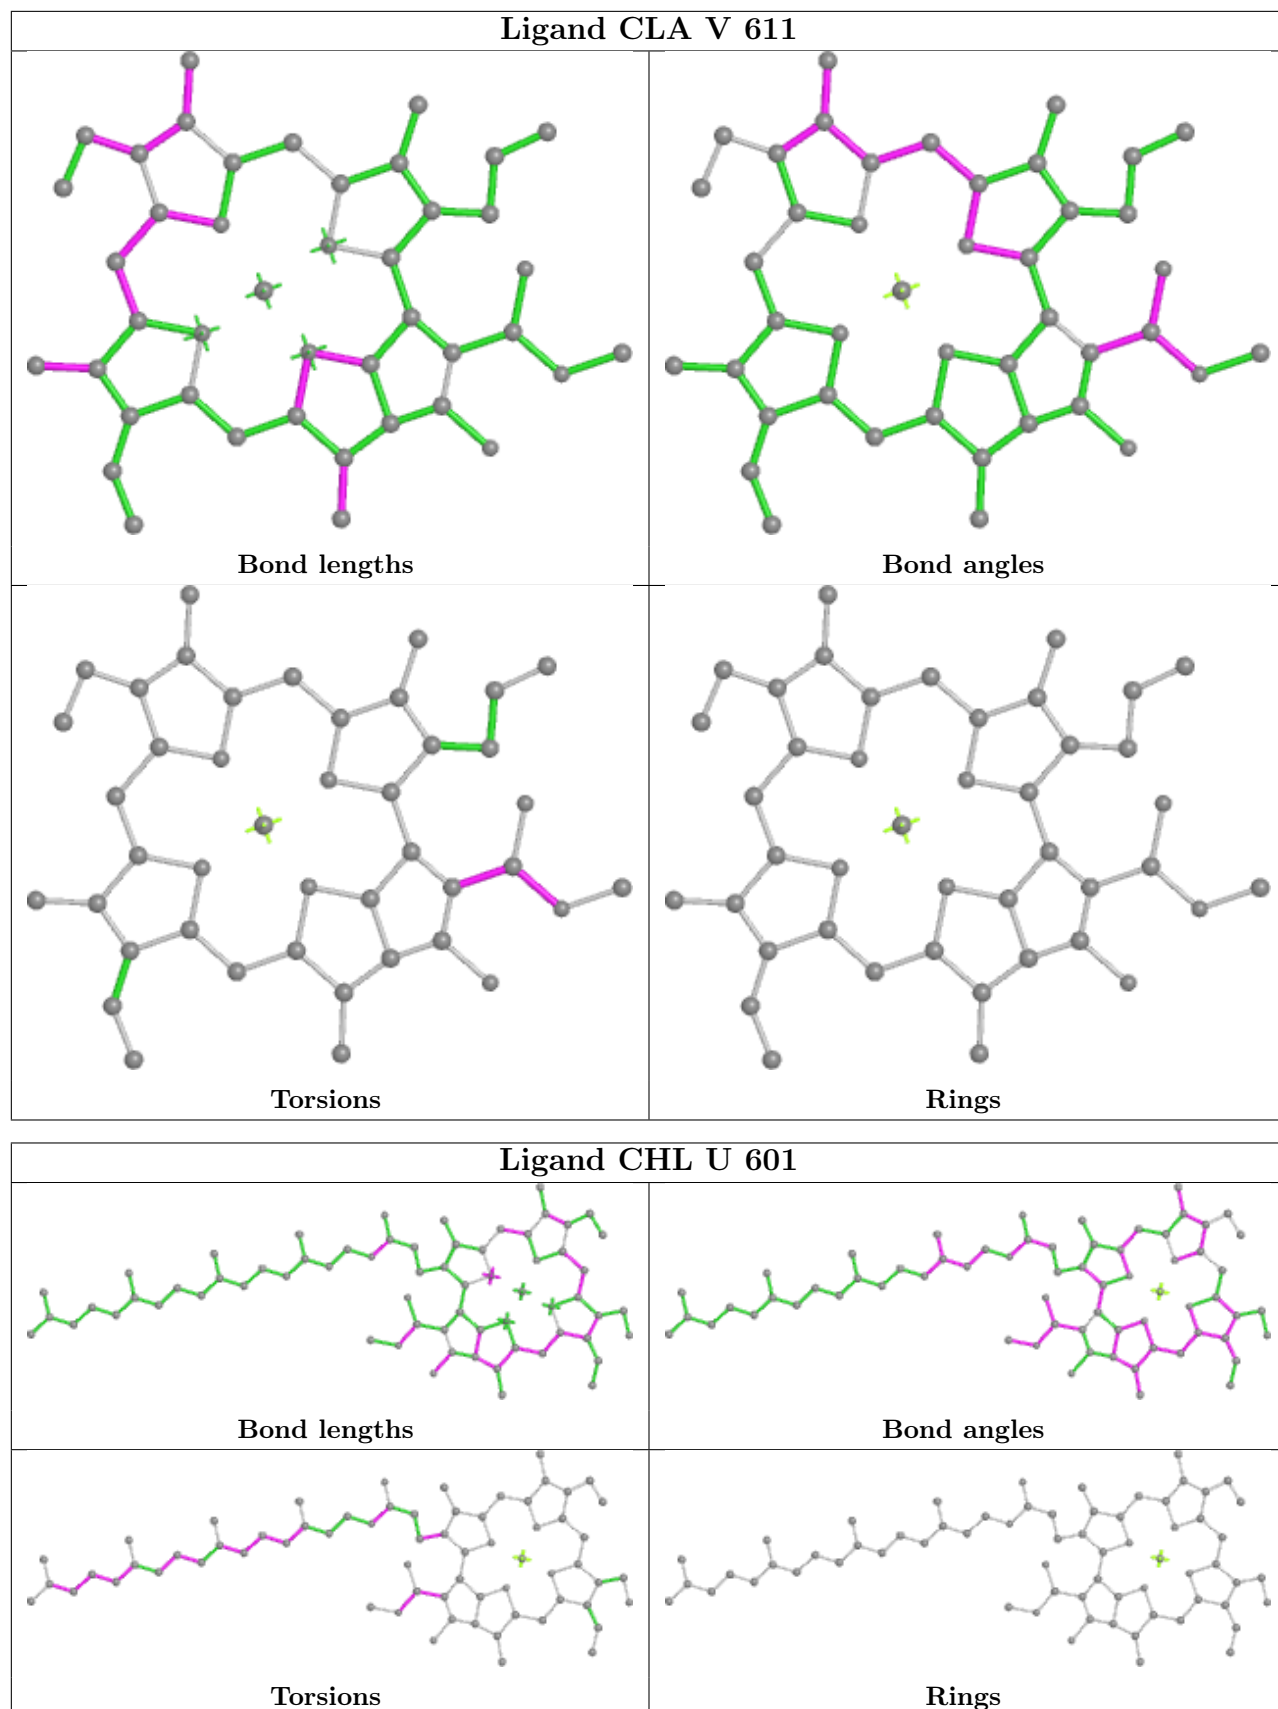 Ligand CLA V 611
Bond lengths
Bond angles
Torsions
Rings
Ligand CHL U 601
Bond lengths
Bond angles
Torsions
Rings